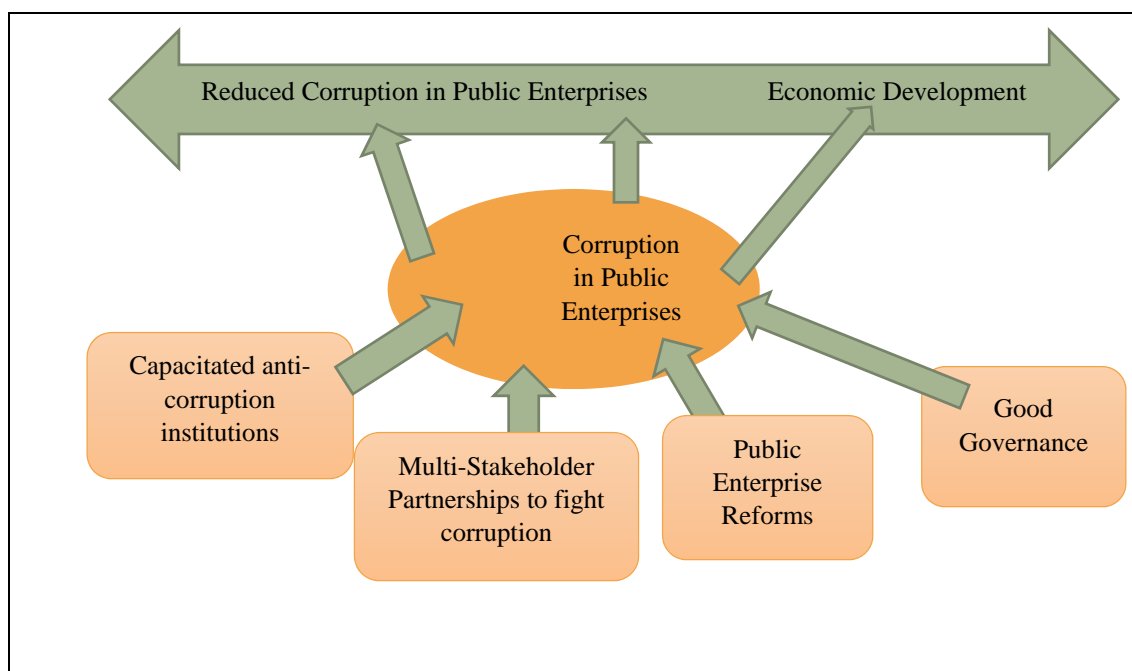 Reduced Corruption in Public Enterprises
Economic Development
Corruption
in Public
Enterprises
Capacitated anti-
corruption
institutions
Multi-Stakeholder
Partnerships to fight
corruption
Public
Enterprise
Reforms
Good
Governance